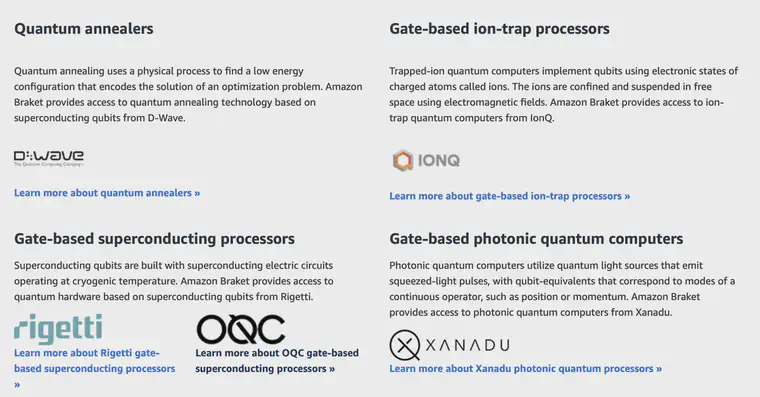 Quantum annealers
Quantum annealing uses a physical process to find a low energy
configuration that encodes the solution of an optimization problem. Amazon
Braket provides access to quantum annealing technology based on
superconducting qubits from D-Wave.
D:Wave
The Quantum Computing Company
Learn more about quantum annealers »
Gate-based ion-trap processors
Trapped-ion quantum computers implement qubits using electronic states of
charged atoms called ions. The ions are confined and suspended in free
space using electromagnetic fields. Amazon Braket provides access to ion-
trap quantum computers from IonQ.
IONQ
Learn more about gate-based ion-trap processors »
Gate-based superconducting processors
Superconducting qubits are built with superconducting electric circuits
operating at cryogenic temperature. Amazon Braket provides access to
quantum hardware based on superconducting qubits from Rigetti.
rigetti
Learn more about Rigetti gate-
based superconducting processors
»
OQC
Learn more about OQC gate-based
superconducting processors »
Gate-based photonic quantum computers
Photonic quantum computers utilize quantum light sources that emit
squeezed-light pulses, with qubit-equivalents that correspond to modes of a
continuous operator, such as position or momentum. Amazon Braket
provides access to photonic quantum computers from Xanadu.
XANADU
Learn more about Xanadu photonic quantum processors »